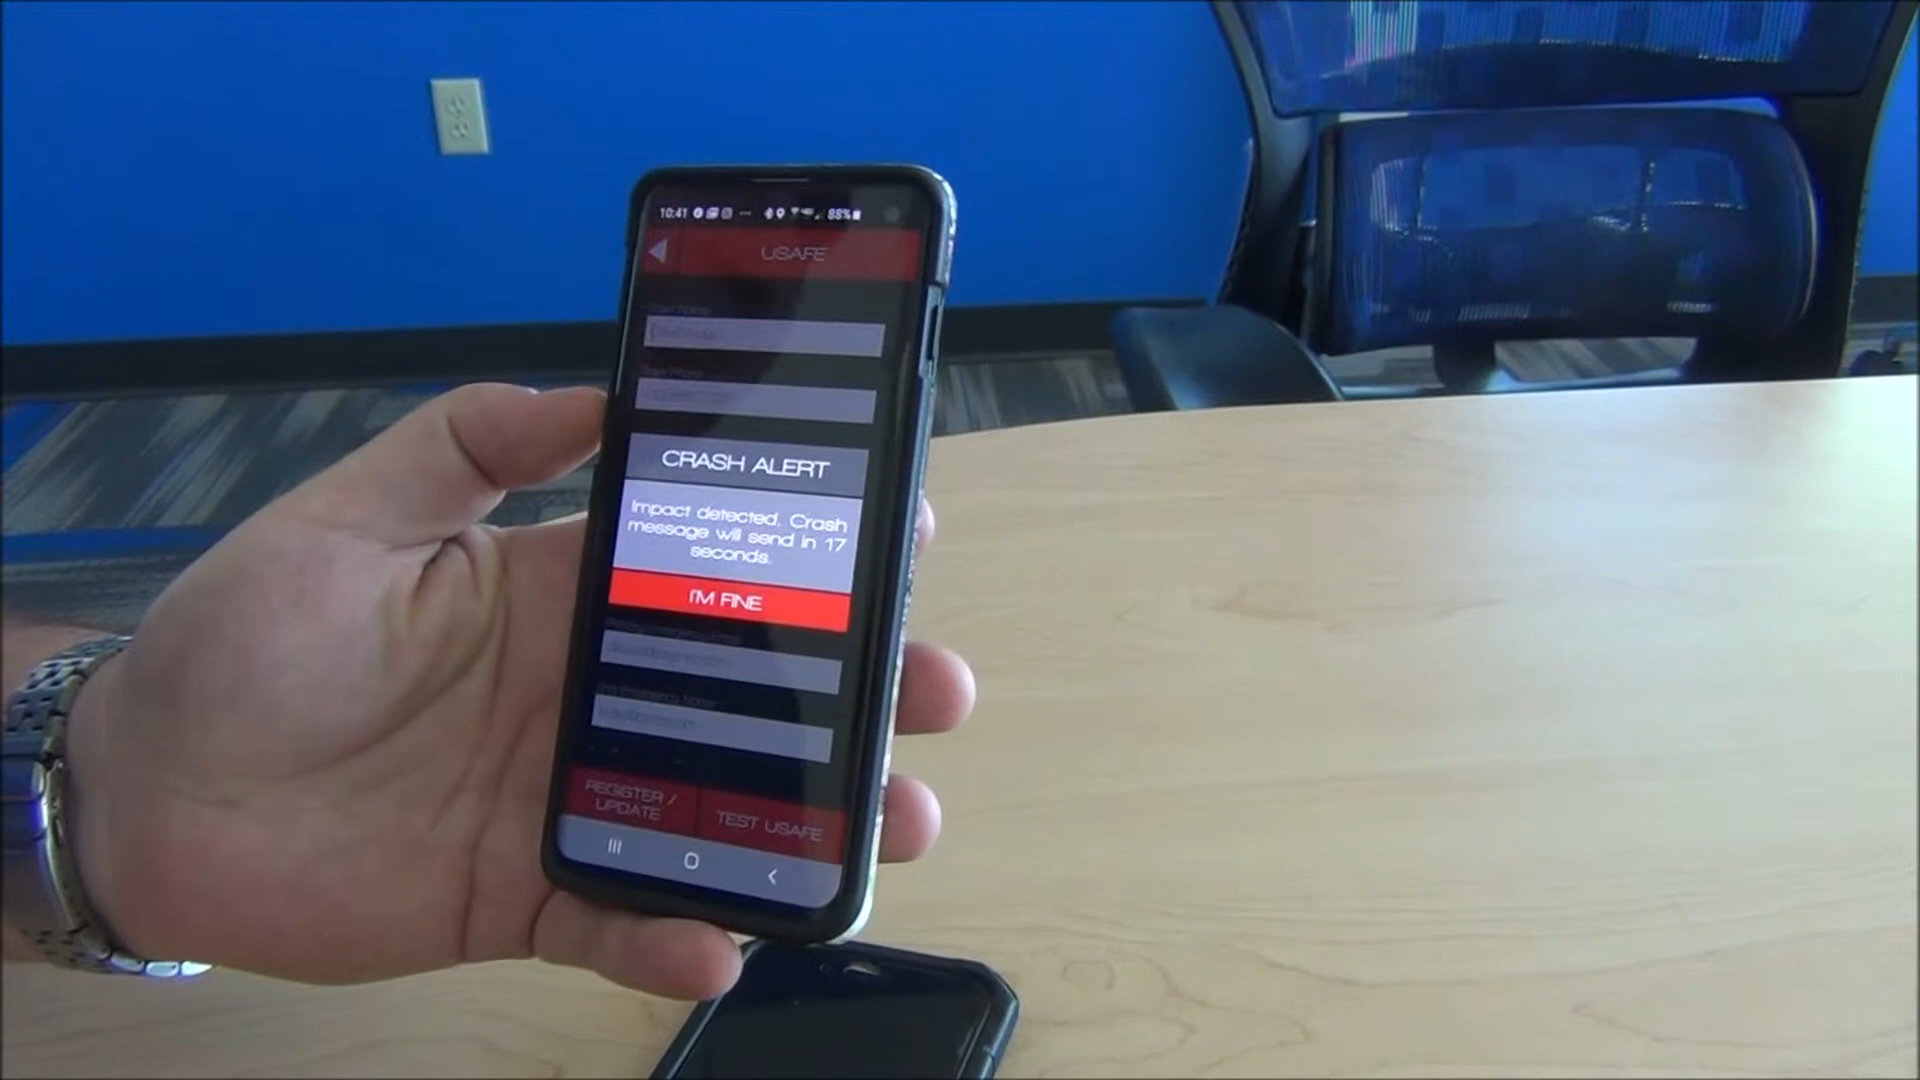 10:41
88%
USAFE
CRASH ALERT
Impact detected. Crash
message will send in 17
seconds.
I'M FINE
REGISTER /
UPDATE
TEST USAFE